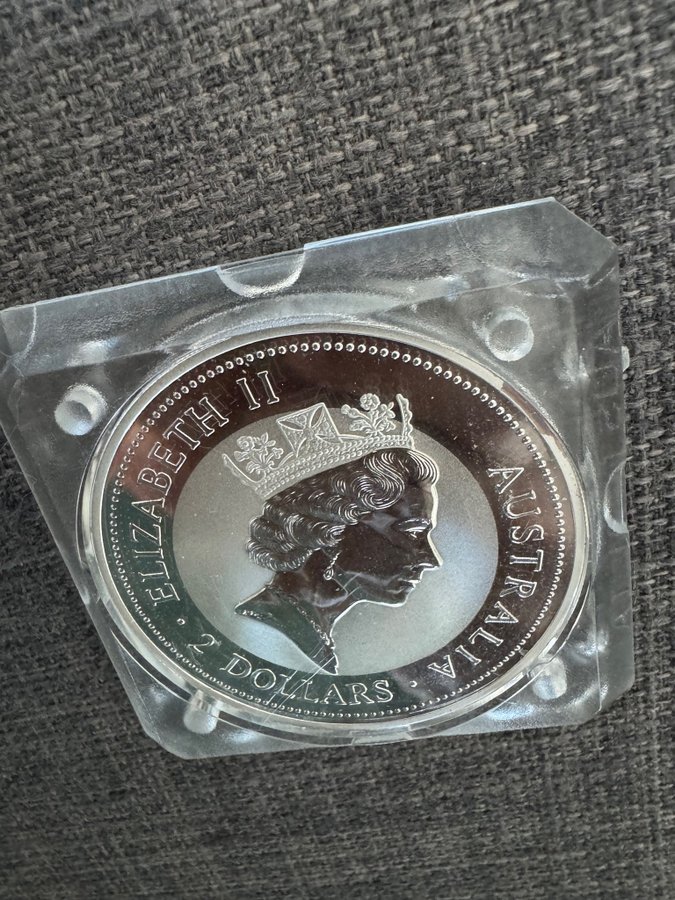 ELIZABETH II
AUSTRALIA
· 2 DOLLARS ·